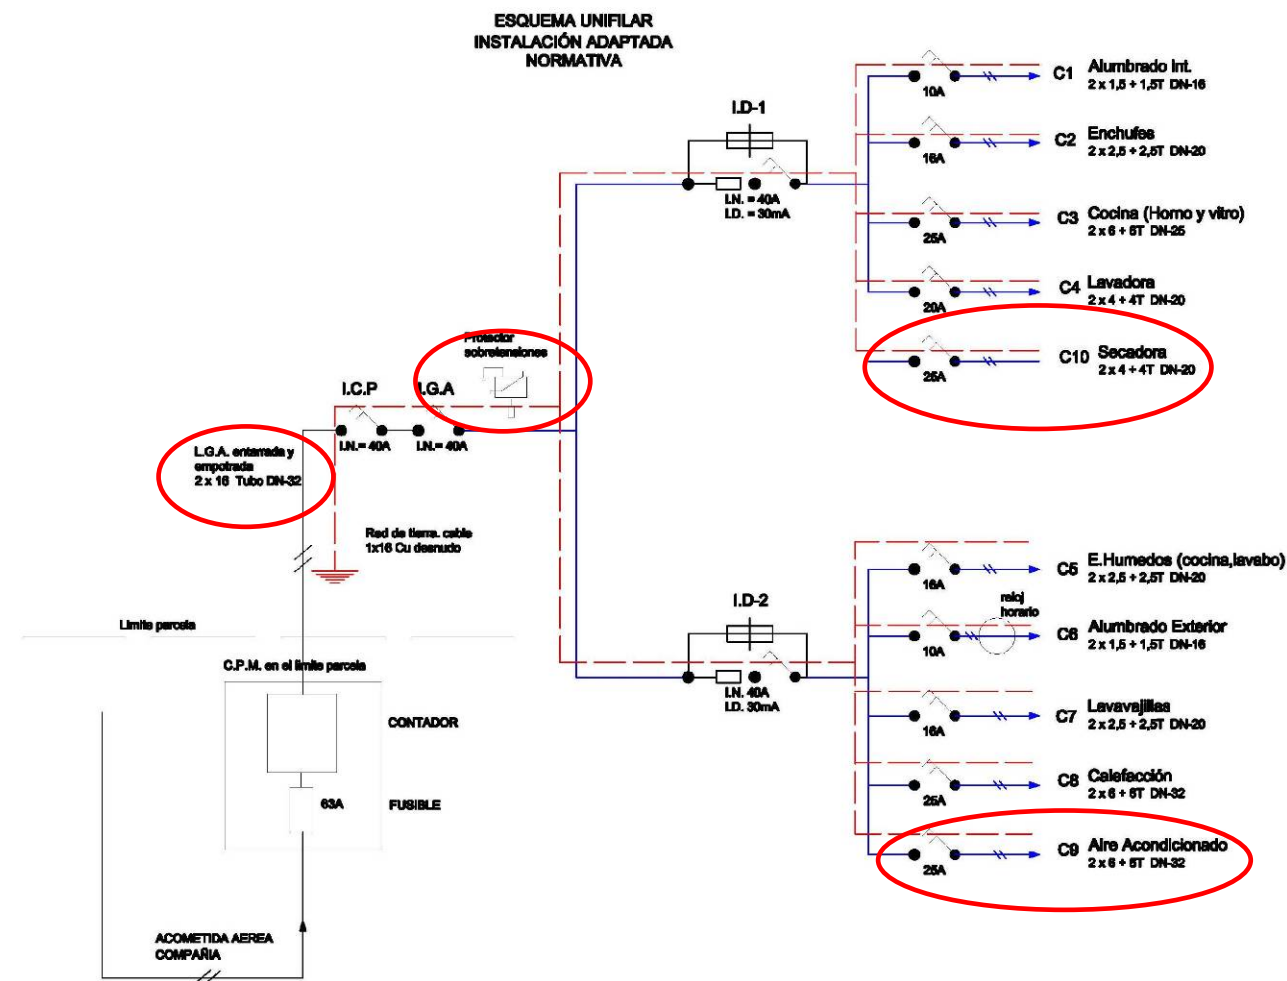 ESQUEMA UNIFILAR
INSTALACIÓN ADAPTADA
NORMATIVA
I.D-1
I.N. = 40A
I.D. = 30mA
10A
C1 Alumbrado int.
2 x 1,5 + 1,5T DN-16
16A
C2 Enchufes
2 x 2,5 + 2,5T DN-20
25A
C3 Cocina (Horno y vitro)
2 x 6 + 6T DN-25
20A
C4 Lavadora
2 x 4 + 4T DN-20
25A
C10 Secadora
2 x 4 + 4T DN-20
Protector
sobretensiones
I.C.P
I.G.A
I.N.= 40A
I.N.= 40A
L.G.A. enterrada y
empotrada
2 x 16 Tubo DN-32
Red de tierra. cable
1x16 Cu desnudo
Limite parcela
C.P.M. en el limite parcela
CONTADOR
63A
FUSIBLE
ACOMETIDA AEREA
COMPAÑIA
I.D-2
I.N. 40A
I.D. 30mA
16A
C5 E.Humedos (cocina,lavabo)
2 x 2,5 + 2,5T DN-20
reloj
horario
10A
C6 Alumbrado Exterior
2 x 1,5 + 1,5T DN-16
16A
C7 Lavavajillas
2 x 2,5 + 2,5T DN-20
25A
C8 Calefacción
2 x 6 + 6T DN-32
25A
C9 Aire Acondicionado
2 x 6 + 6T DN-32